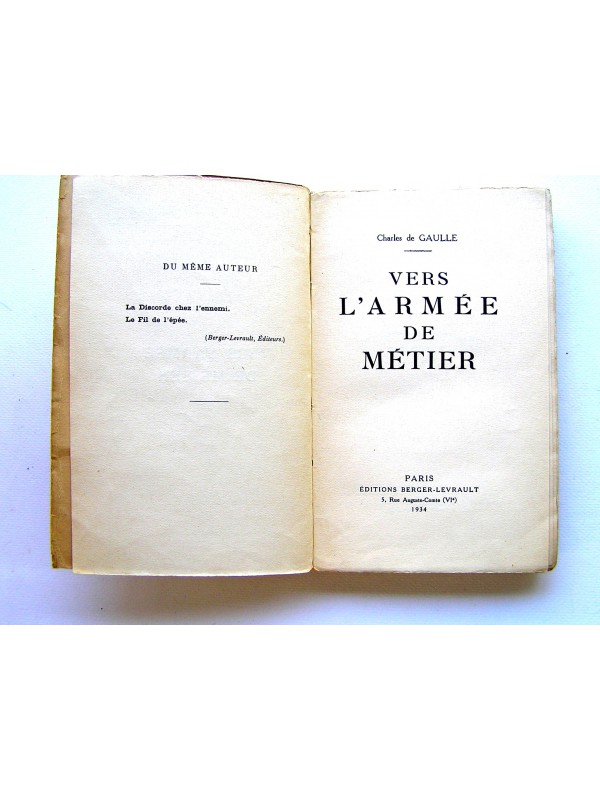 DU MÊME AUTEUR
La Discorde chez l'ennemi.
Le Fil de l'épée.
(Berger-Levrault, Éditeurs.)
Charles de GAULLE
VERS
L'ARMÉE
DE
MÉTIER
PARIS
ÉDITIONS BERGER-LEVRAULT
5, Rue Auguste-Comte (VIe)
1934